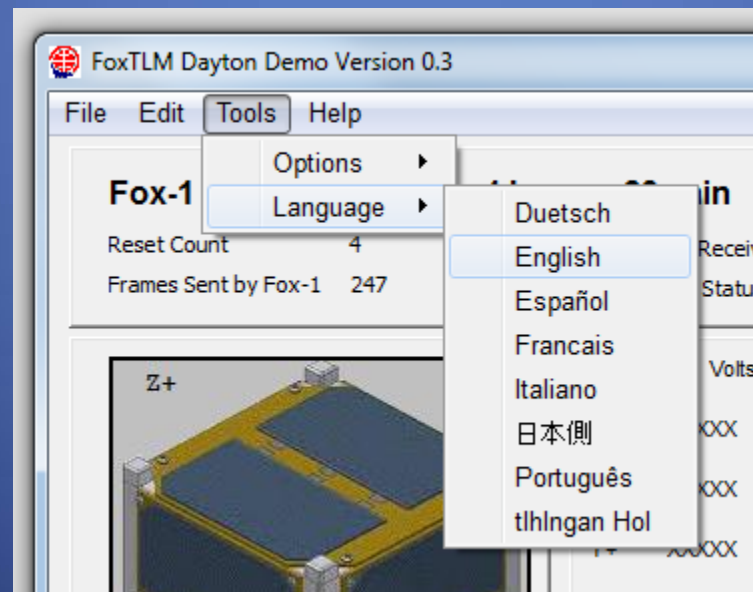 FoxTLM Dayton Demo Version 0.3
File Edit Tools Help
Options
Language
Fox-1
Reset Count 4
Frames Sent by Fox-1 247
Duetsch
English
Español
Francais
Italiano
日本側
Português
tlhIngan Hol
Z+
Volts